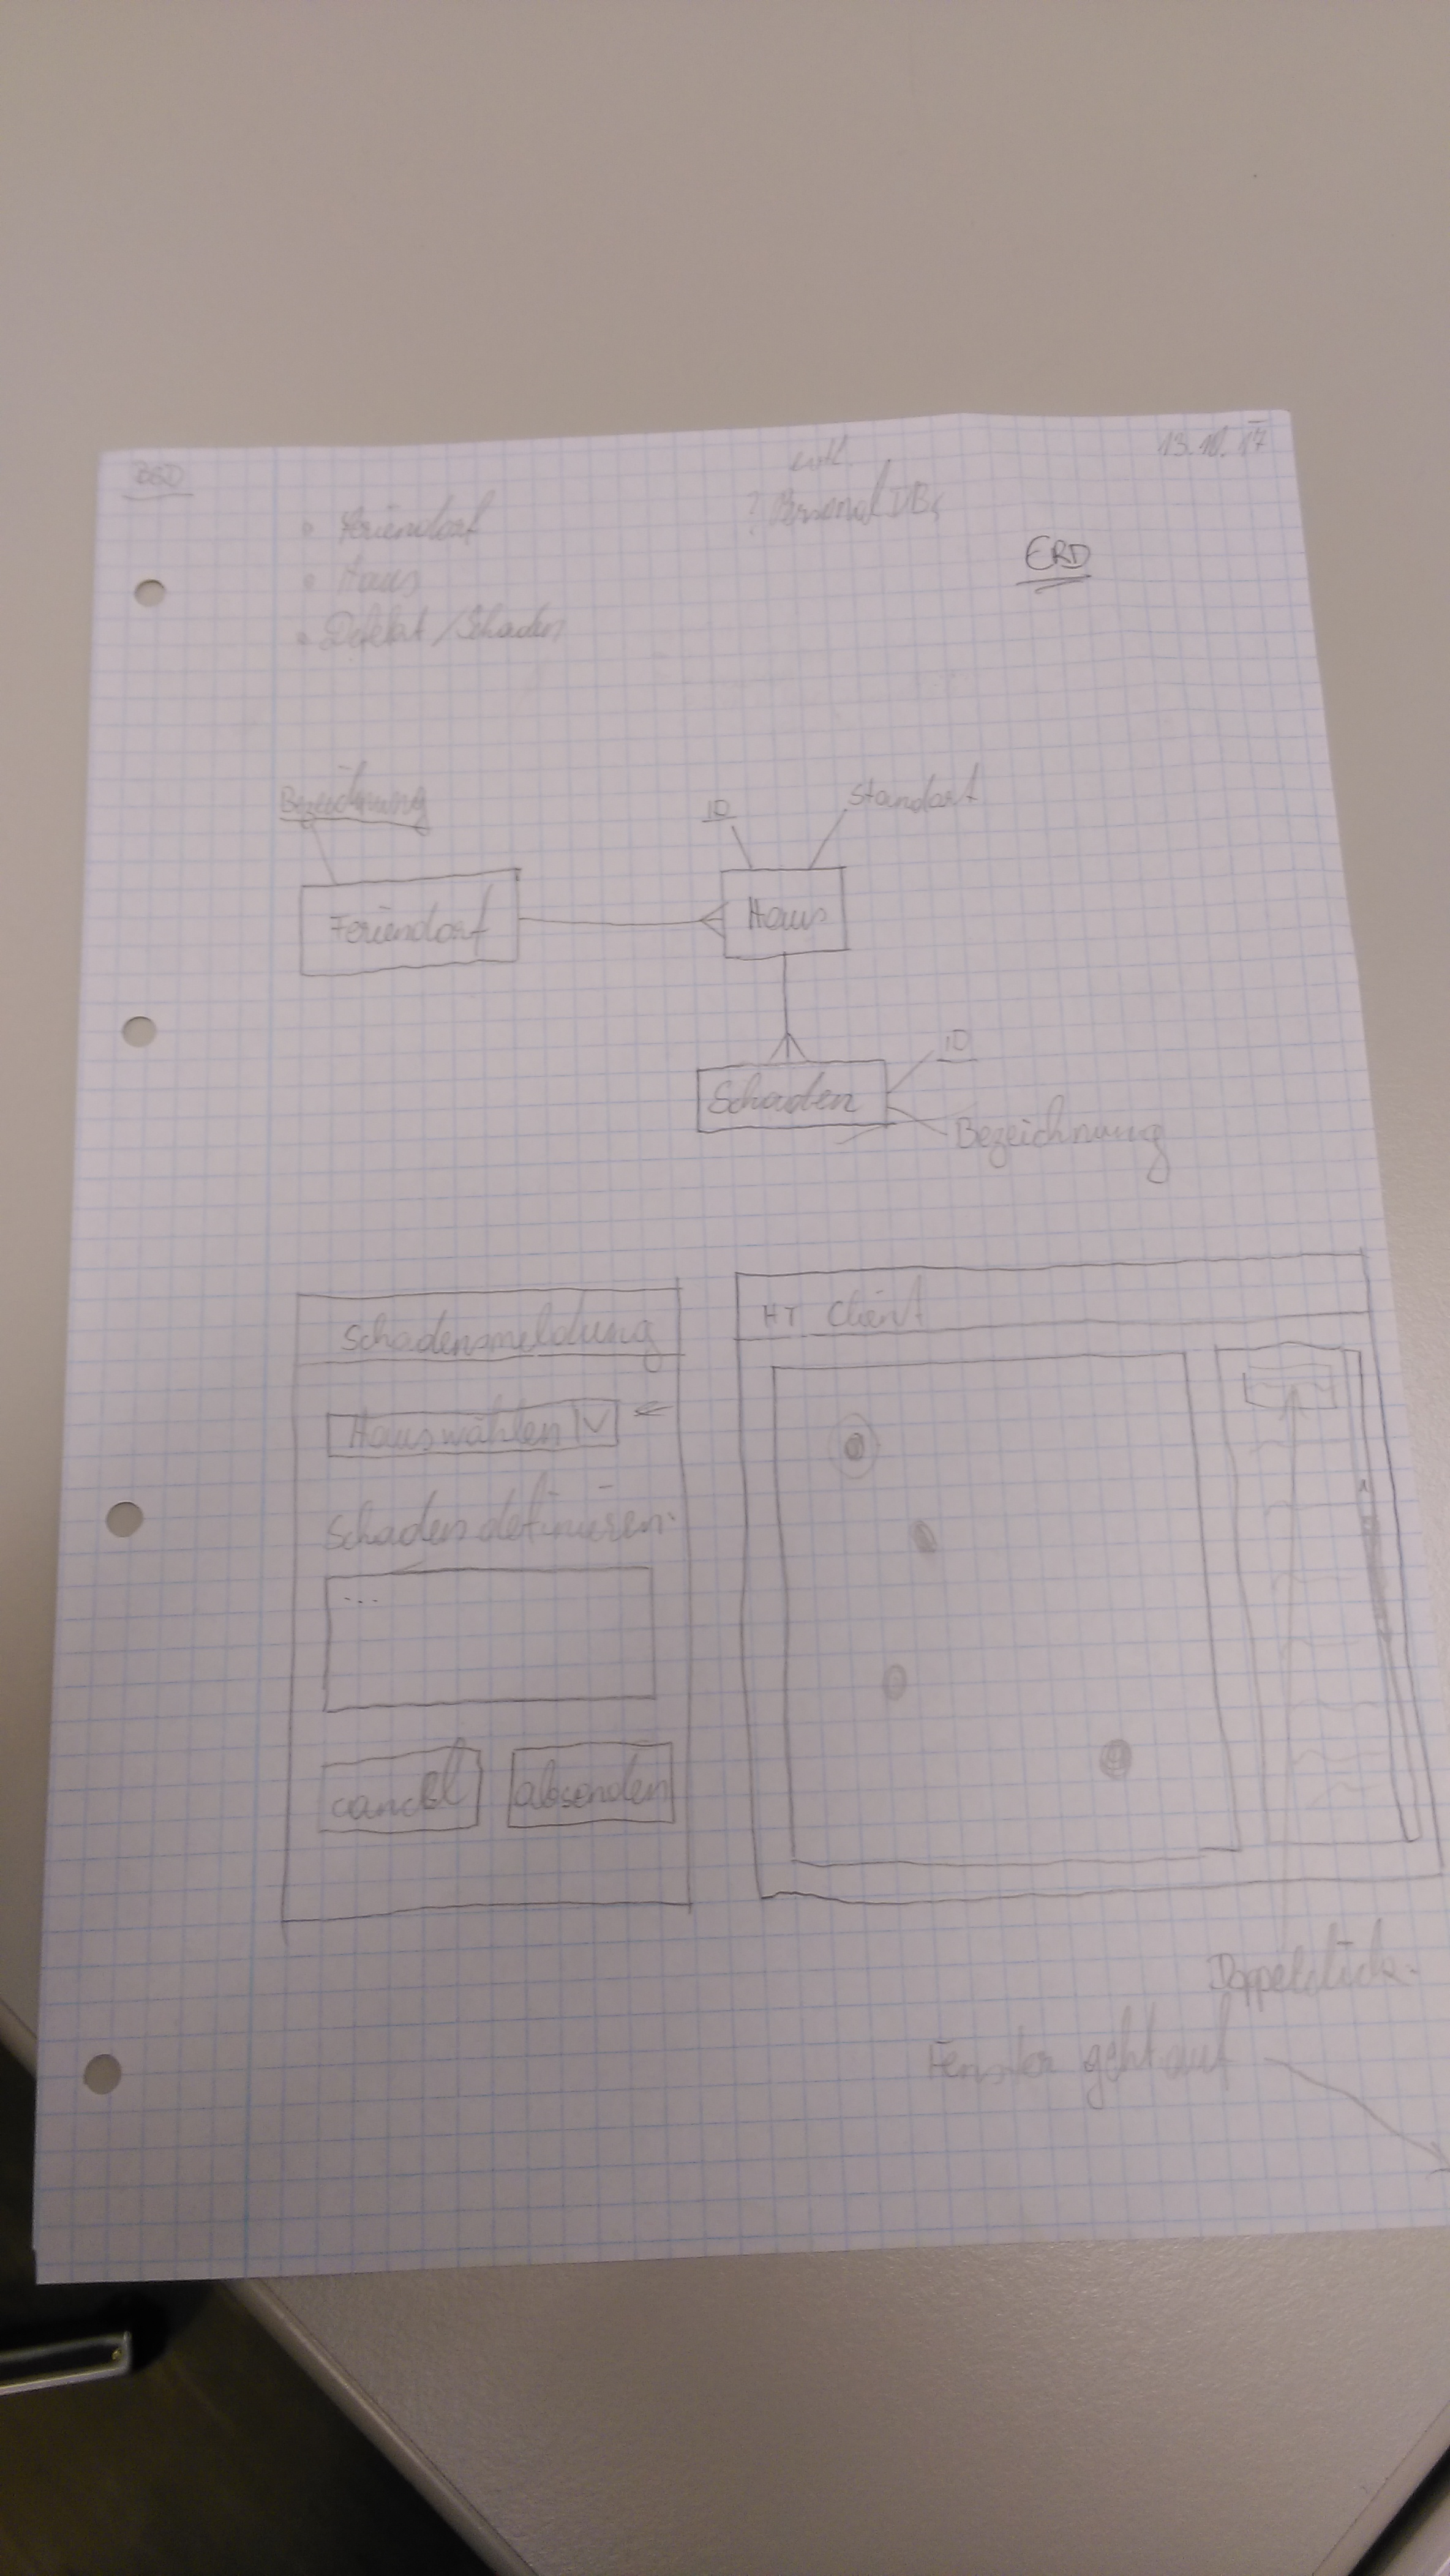 13.10.17
evtl.
? Personal DB
ERD
• Feriendorf
• Haus
• Defekt / Schaden
Bezeichnung
ID
Standort
Feriendorf
Haus
Schaden
ID
Bezeichnung
Schadensmeldung
Haus wählen
Schaden definieren:
...
cancel
absenden
HT Client
Doppelclick
Fenster geht auf